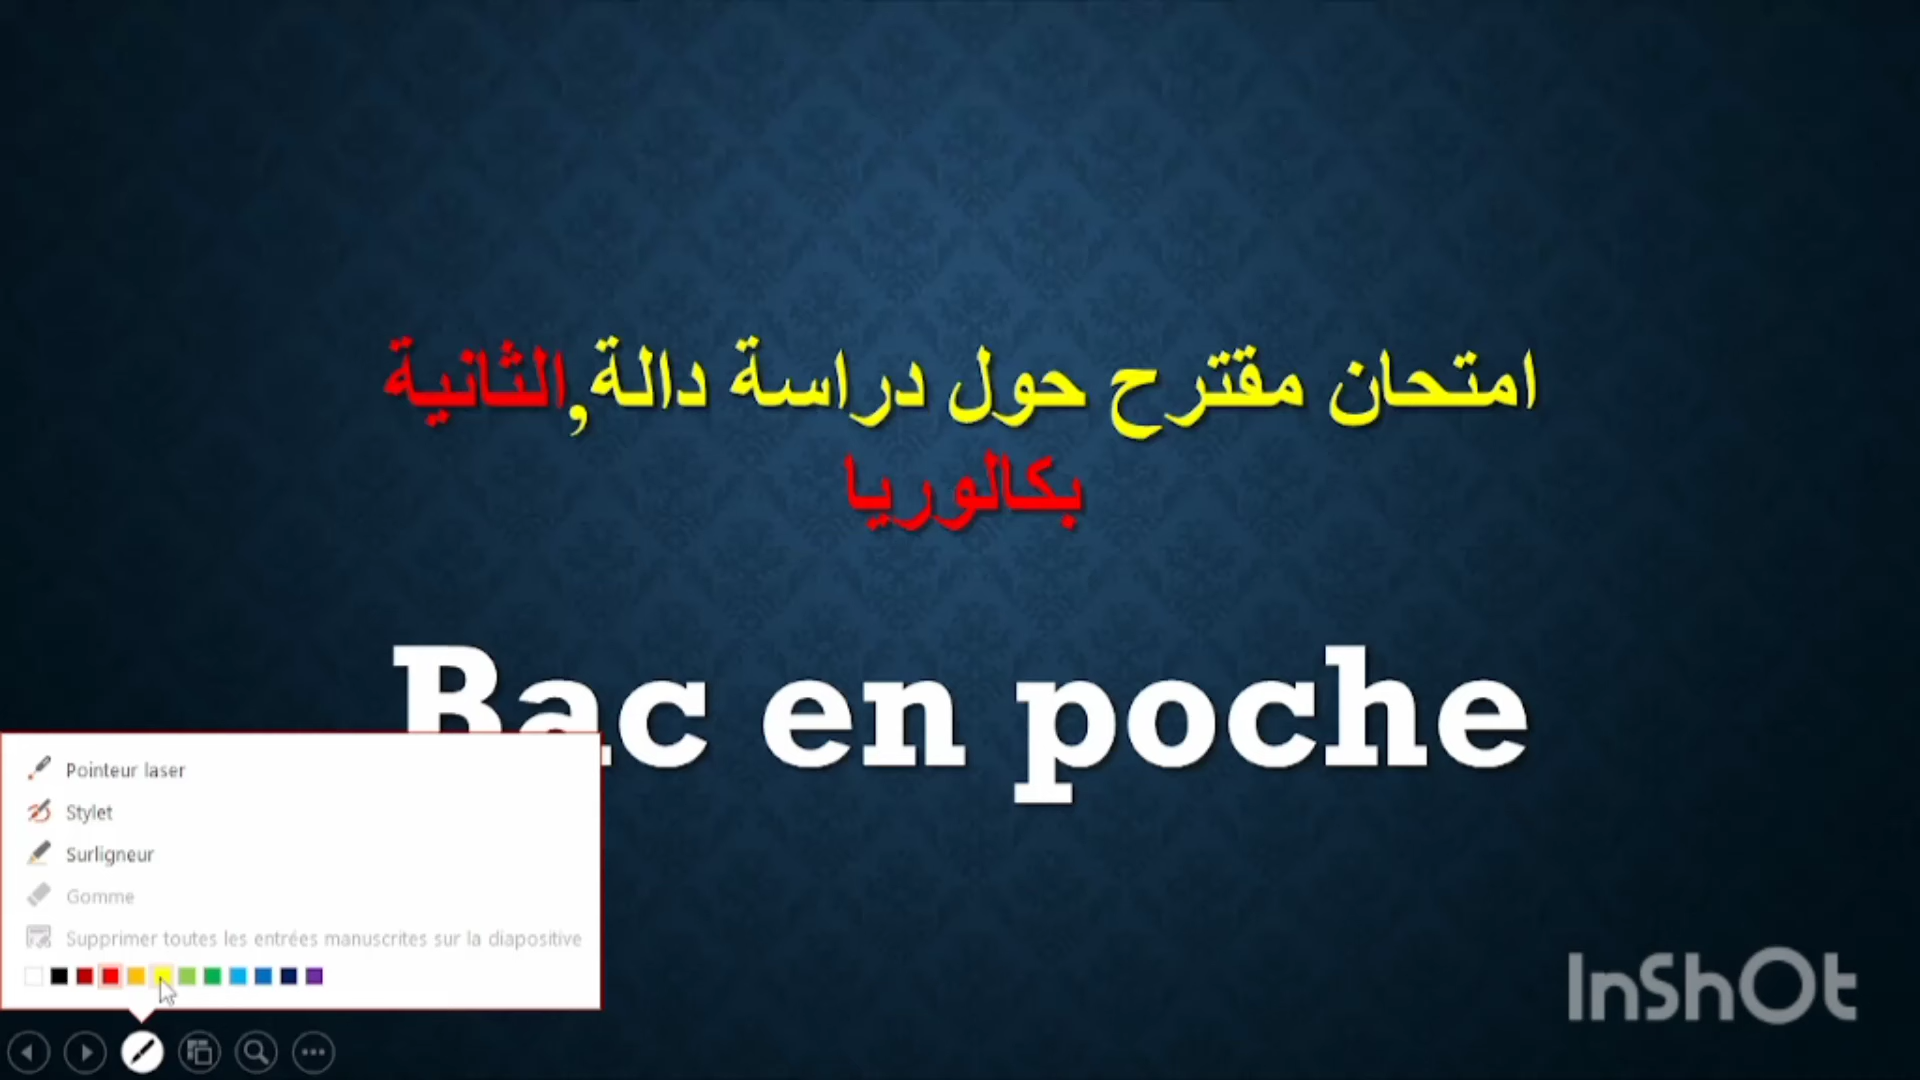 امتحان مقترح حول دراسة دالة,الثانية
بكالوريا
Bac en poche
Pointeur laser
Stylet
Surligneur
Gomme
Supprimer toutes les entrées manuscrites sur la diapositive
InShOt